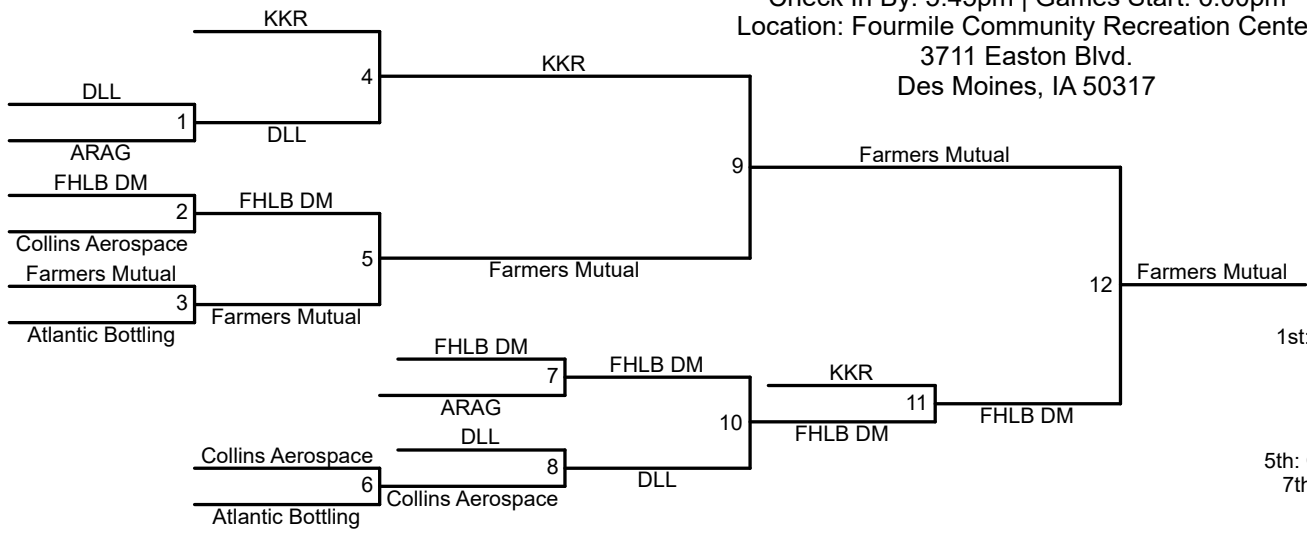 Check In By: 5:45pm | Games Start: 6:00pm
Location: Fourmile Community Recreation Cente
3711 Easton Blvd.
Des Moines, IA 50317
KKR
4
KKR
DLL
1
DLL
ARAG
9
Farmers Mutual
FHLB DM
2
FHLB DM
Collins Aerospace
5
Farmers Mutual
Farmers Mutual
3
Farmers Mutual
Atlantic Bottling
12
Farmers Mutual
1st:
FHLB DM
7
FHLB DM
ARAG
KKR
11
FHLB DM
10
FHLB DM
DLL
8
DLL
Collins Aerospace
6
Collins Aerospace
Atlantic Bottling
5th:
7th